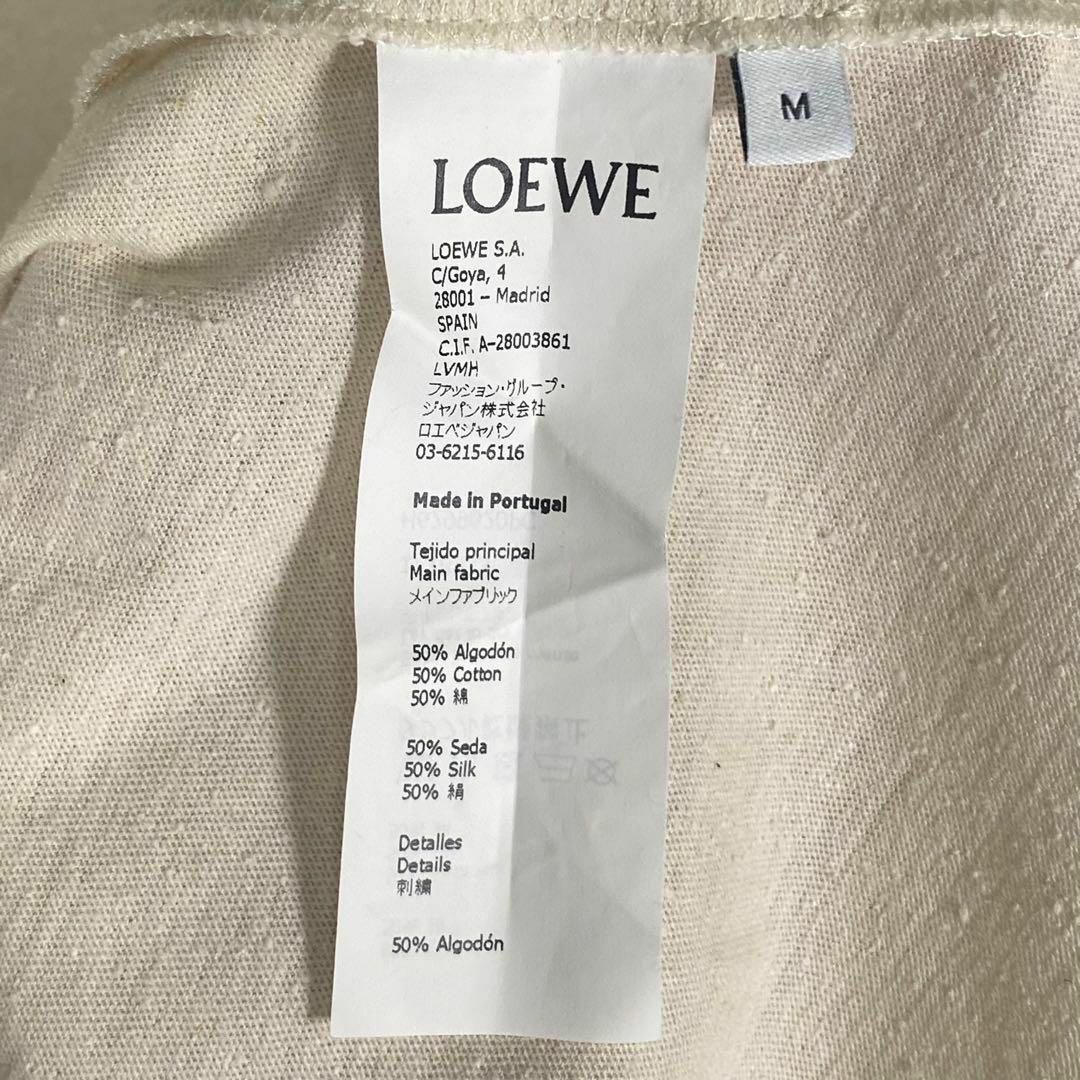 LOEWE
M
LOEWE S.A.
C/Goya, 4
28001 – Madrid
SPAIN
C.I.F. A-28003861
LVMH
ファッション・グループ・
ジャパン株式会社
ロエベジャパン
03-6215-6116
Made in Portugal
Tejido principal
Main fabric
メインファブリック
50% Algodón
50% Cotton
50% 綿
50% Seda
50% Silk
50% 絹
Detalles
Details
刺繍
50% Algodón